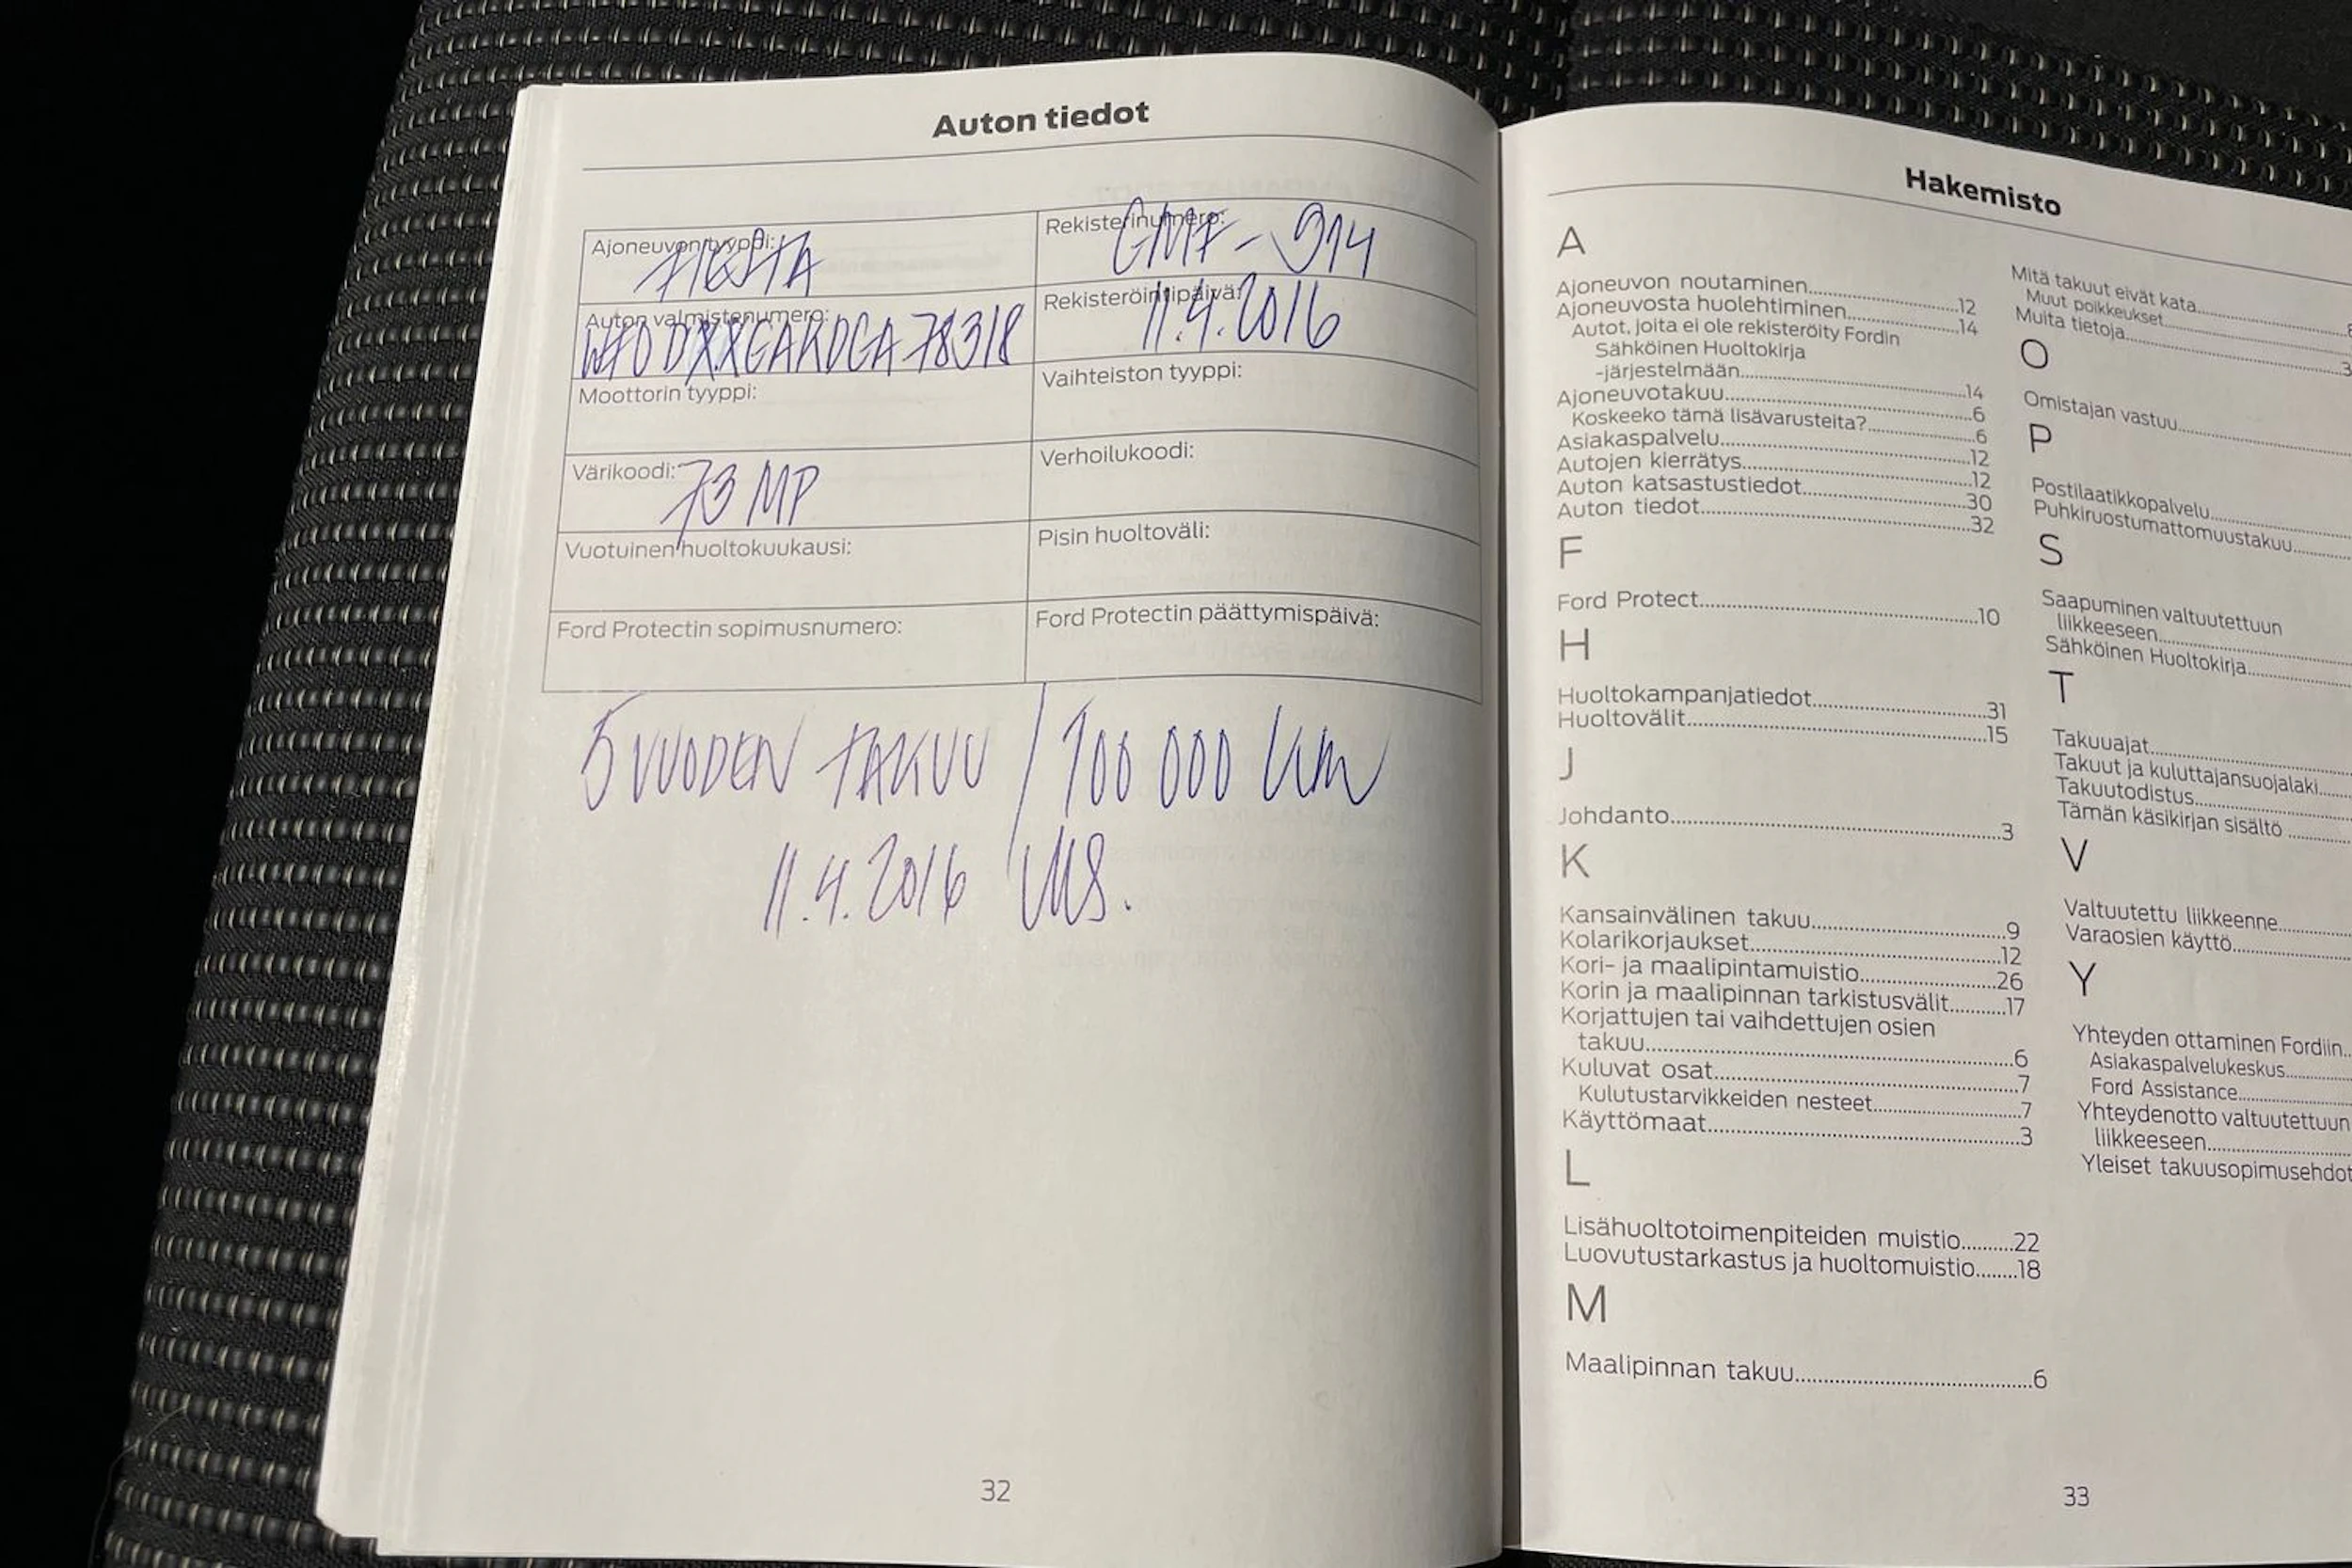 Auton tiedot
Ajoneuvon tyyppi:
FIESTA
Rekisterinumero:
GMF-914
Auton valmistenumero:
WF0DXXGAKDGA78318
Rekisteröintipäivä:
11.4.2016
Moottorin tyyppi:
Vaihteiston tyyppi:
Värikoodi:
73 MP
Verhoilukoodi:
Vuotuinen huoltokuukausi:
Pisin huoltoväli:
Ford Protectin sopimusnumero:
Ford Protectin päättymispäivä:
5 VUODEN TAKUU / 100 000 km
11.4.2016
32
Hakemisto
A
Ajoneuvon noutaminen..........12
Ajoneuvosta huolehtiminen..........14
Autot, joita ei ole rekisteröity Fordin
Sähköinen Huoltokirja
-järjestelmään..........14
Ajoneuvotakuu..........6
Koskeeko tämä lisävarusteita?..........6
Asiakaspalvelu..........12
Autojen kierrätys..........12
Auton katsastustiedot..........30
Auton tiedot..........32
F
Ford Protect..........10
H
Huoltokampanjatiedot..........31
Huoltovälit..........15
J
Johdanto..........3
K
Kansainvälinen takuu..........9
Kolarikorjaukset..........12
Kori- ja maalipintamuistio..........26
Korin ja maalipinnan tarkistusvälit..........17
Korjattujen tai vaihdettujen osien
takuu..........6
Kuluvat osat..........7
Kulutustarvikkeiden nesteet..........7
Käyttömaat..........3
L
Lisähuoltotoimenpiteiden muistio..........22
Luovutustarkastus ja huoltomuistio........18
M
Maalipinnan takuu..........6
Mitä takuut eivät kata..........
Muut poikkeukset..........
Muita tietoja..........3
O
Omistajan vastuu..........
P
Postilaatikkopalvelu..........
Puhkiruostumattomuustakuu..........
S
Saapuminen valtuutettuun
liikkeeseen..........
Sähköinen Huoltokirja..........
T
Takuuajat..........
Takuut ja kuluttajansuojalaki..........
Takuutodistus..........
Tämän käsikirjan sisältö ..........
V
Valtuutettu liikkeenne..........
Varaosien käyttö..........
Y
Yhteyden ottaminen Fordiin..
Asiakaspalvelukeskus..........
Ford Assistance..........
Yhteydenotto valtuutettuun
liikkeeseen..........
Yleiset takuusopimusehdot
33